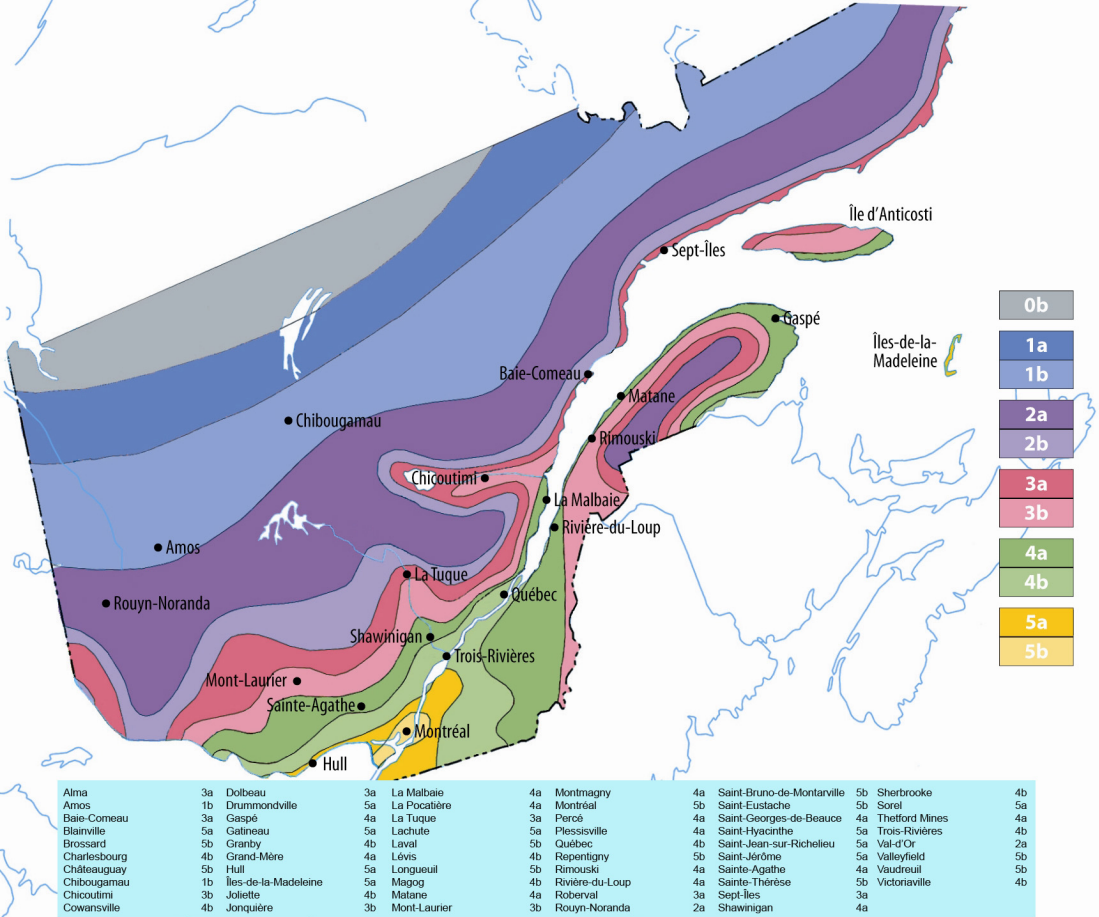 Île d'Anticosti
Sept-Îles
0b
Gaspé
Îles-de-la-
Madeleine
1a
1b
Baie-Comeau
Matane
Chibougamau
2a
2b
Rimouski
Chicoutimi
3a
3b
La Malbaie
Rivière-du-Loup
Amos
4a
4b
La Tuque
Québec
Rouyn-Noranda
5a
5b
Shawinigan
Trois-Rivières
Mont-Laurier
Sainte-Agathe
Montréal
Hull
Alma 3a Dolbeau 3a La Malbaie 4a Montmagny 4a Saint-Bruno-de-Montarville 5b Sherbrooke 4b
Amos 1b Drummondville 5a La Pocatière 4a Montréal 5b Saint-Eustache 5b Sorel 5a
Baie-Comeau 3a Gaspé 4a La Tuque 3a Percé 4a Saint-Georges-de-Beauce 4a Thetford Mines 4a
Blainville 5a Gatineau 5a Lachute 5a Plessisville 4a Saint-Hyacinthe 5a Trois-Rivières 4b
Brossard 5b Granby 4b Laval 5b Québec 4b Saint-Jean-sur-Richelieu 5a Val-d'Or 2a
Charlesbourg 4b Grand-Mère 4a Lévis 4b Repentigny 5b Saint-Jérôme 5a Valleyfield 5b
Châteauguay 5b Hull 5a Longueuil 5b Rimouski 4a Sainte-Agathe 4a Vaudreuil 5b
Chibougamau 1b Îles-de-la-Madeleine 5a Magog 4b Rivière-du-Loup 4a Sainte-Thérèse 5b Victoriaville 4b
Chicoutimi 3b Joliette 4b Matane 4a Roberval 3a Sept-Îles 3a
Cowansville 4b Jonquière 3b Mont-Laurier 3b Rouyn-Noranda 2a Shawinigan 4a